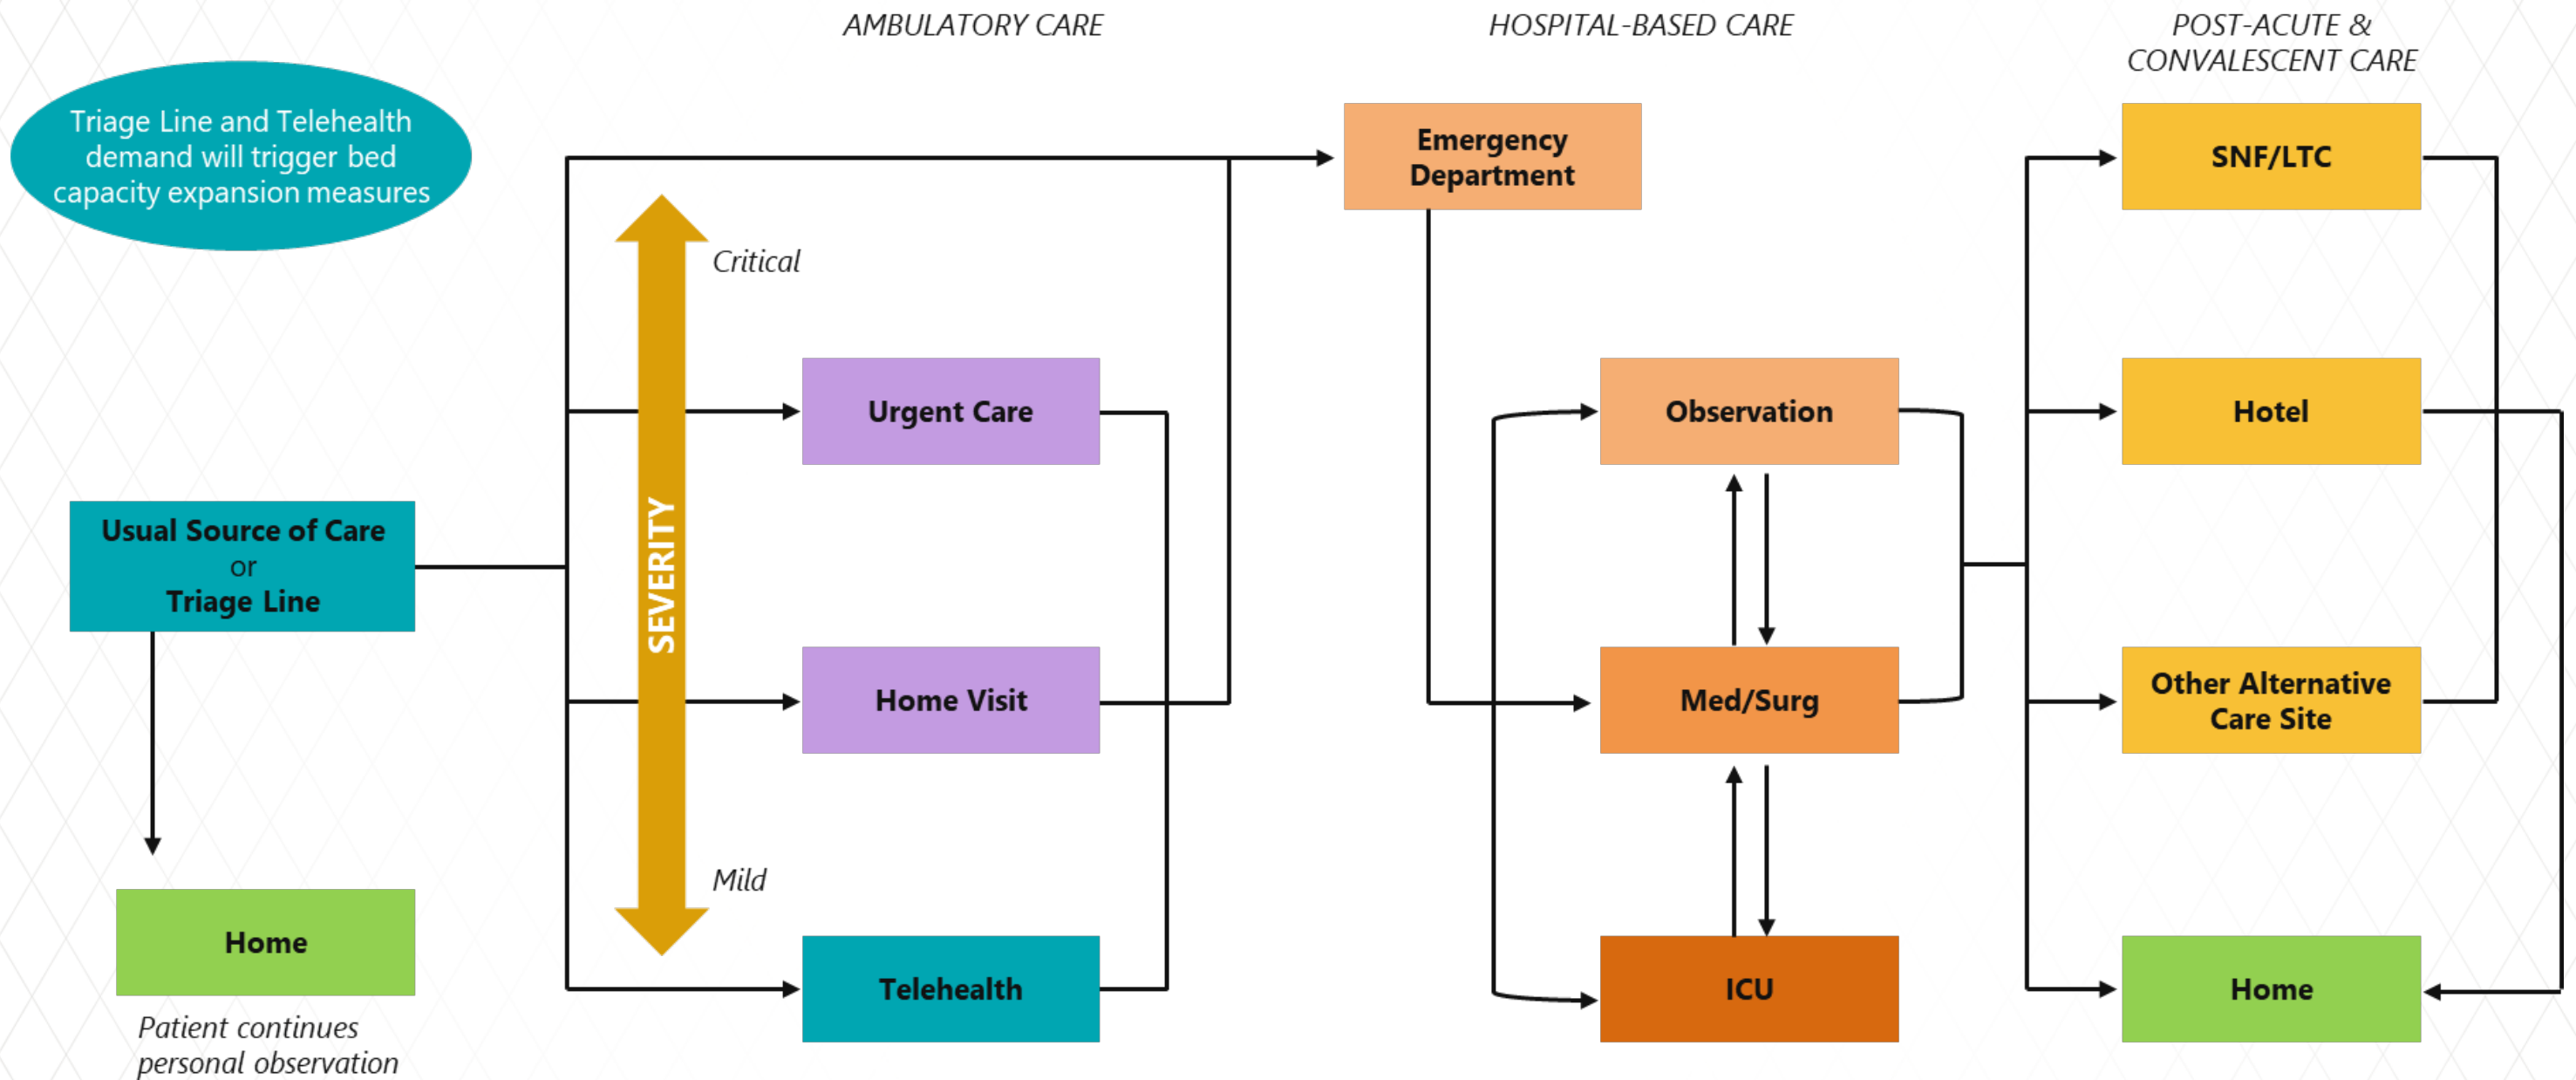 AMBULATORY CARE
HOSPITAL-BASED CARE
POST-ACUTE &
CONVALESCENT CARE
Triage Line and Telehealth
demand will trigger bed
capacity expansion measures
Emergency
Department
SNF/LTC
Critical
Urgent Care
Observation
Hotel
Usual Source of Care
or
Triage Line
SEVERITY
Home Visit
Med/Surg
Other Alternative
Care Site
Mild
Home
Telehealth
ICU
Home
Patient continues
personal observation